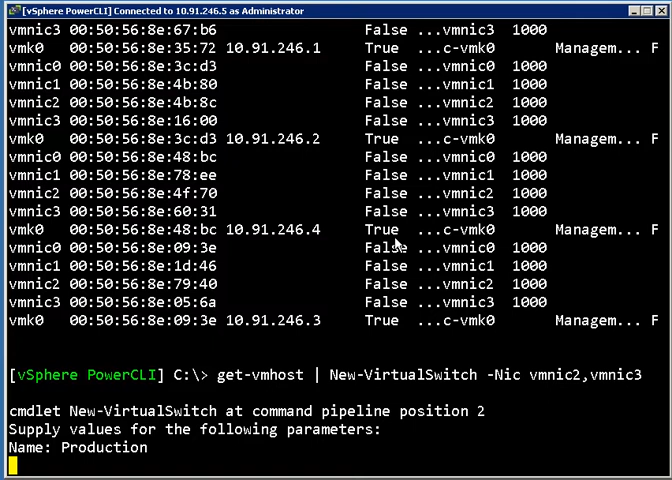 [vSphere PowerCLI] Connected to 10.91.246.5 as Administrator
vmnic3 00:50:56:8e:67:b6 False ...vmnic3 1000
vmk0 00:50:56:8e:35:72 10.91.246.1 True ...c-vmk0 Managem... F
vmnic0 00:50:56:8e:3c:d3 False ...vmnic0 1000
vmnic1 00:50:56:8e:4b:80 False ...vmnic1 1000
vmnic2 00:50:56:8e:4b:8c False ...vmnic2 1000
vmnic3 00:50:56:8e:16:00 False ...vmnic3 1000
vmk0 00:50:56:8e:3c:d3 10.91.246.2 True ...c-vmk0 Managem... F
vmnic0 00:50:56:8e:48:bc False ...vmnic0 1000
vmnic1 00:50:56:8e:78:ee False ...vmnic1 1000
vmnic2 00:50:56:8e:4f:70 False ...vmnic2 1000
vmnic3 00:50:56:8e:60:31 False ...vmnic3 1000
vmk0 00:50:56:8e:48:bc 10.91.246.4 True ...c-vmk0 Managem... F
vmnic0 00:50:56:8e:09:3e False ...vmnic0 1000
vmnic1 00:50:56:8e:1d:46 False ...vmnic1 1000
vmnic2 00:50:56:8e:79:40 False ...vmnic2 1000
vmnic3 00:50:56:8e:05:6a False ...vmnic3 1000
vmk0 00:50:56:8e:09:3e 10.91.246.3 True ...c-vmk0 Managem... F
[vSphere PowerCLI] C:\> get-vmhost | New-VirtualSwitch -Nic vmnic2,vmnic3
cmdlet New-VirtualSwitch at command pipeline position 2
Supply values for the following parameters:
Name: Production